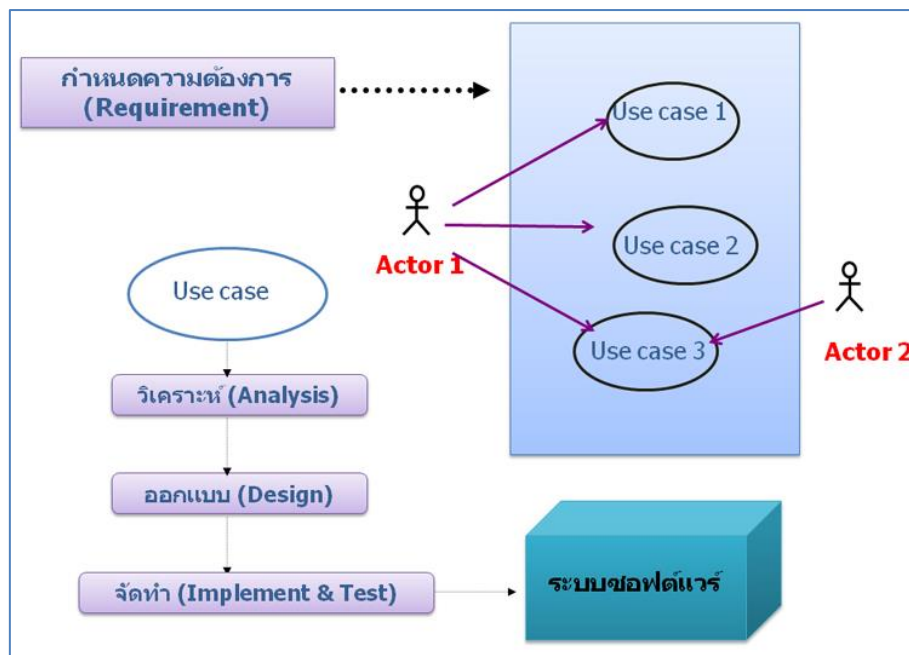 กำหนดความต้องการ
(Requirement)
Use case 1
Use case 2
Actor 1
Use case
Use case 3
Actor 2
วิเคราะห์ (Analysis)
ออกแบบ (Design)
จัดทำ (Implement & Test)
ระบบซอฟต์แวร์